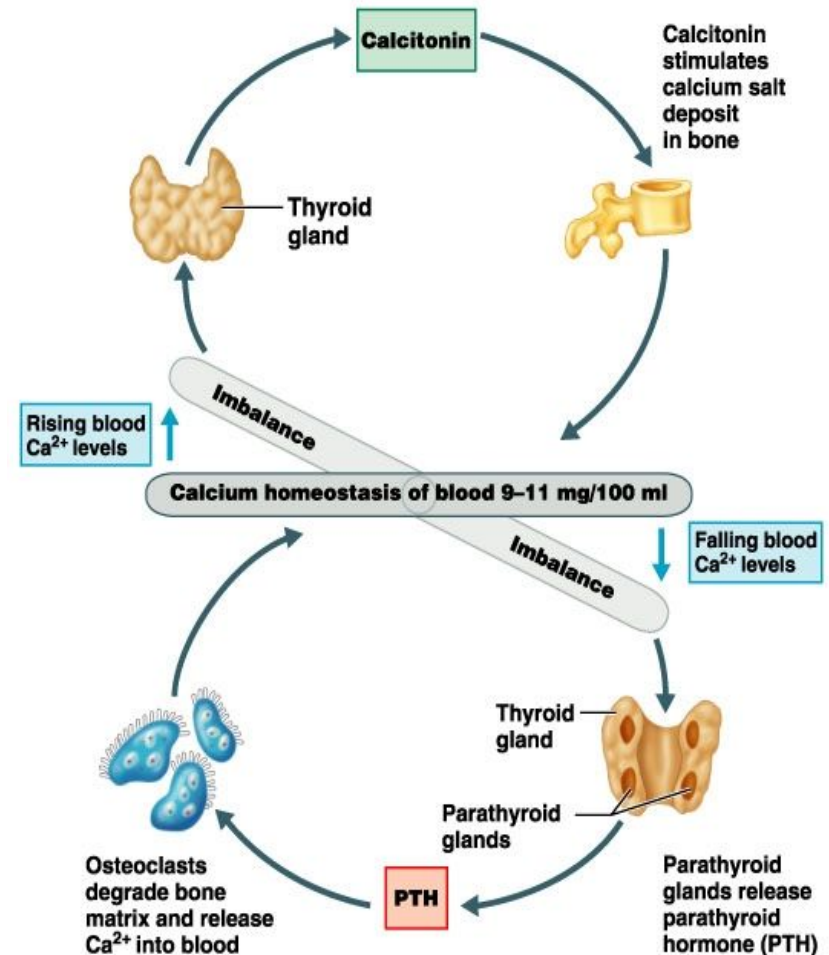 Calcitonin
Calcitonin
stimulates
calcium salt
deposit
in bone
Thyroid
gland
Imbalance
Rising blood
Ca²⁺ levels
Calcium homeostasis of blood 9–11 mg/100 ml
Imbalance
Falling blood
Ca²⁺ levels
Thyroid
gland
Parathyroid
glands
Parathyroid
glands release
parathyroid
hormone (PTH)
PTH
Osteoclasts
degrade bone
matrix and release
Ca²⁺ into blood